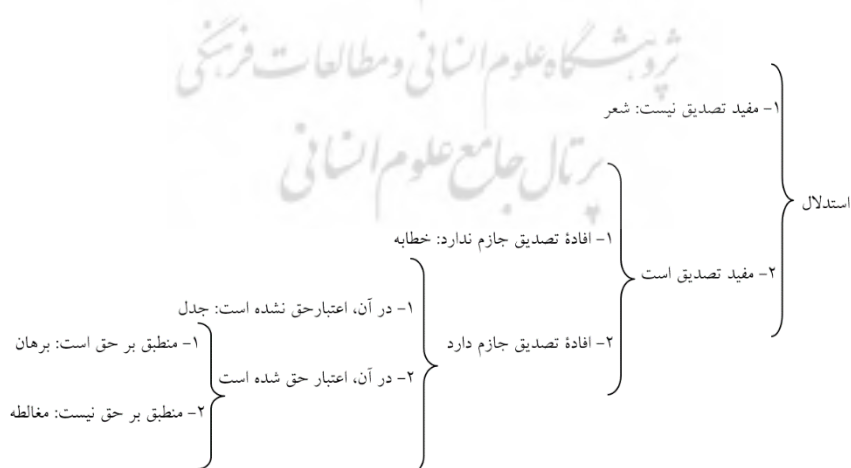 پژوهشگاه علوم انسانی و مطالعات فرهنگی
پرتال جامع علوم انسانی
استدلال
۱- مفید تصدیق نیست: شعر
۲- مفید تصدیق است
۱- افادۀ تصدیق جازم ندارد: خطابه
۲- افادۀ تصدیق جازم دارد
۱- در آن، اعتبارحق نشده است: جدل
۲- در آن، اعتبار حق شده است
۱- منطبق بر حق است: برهان
۲- منطبق بر حق نیست: مغالطه